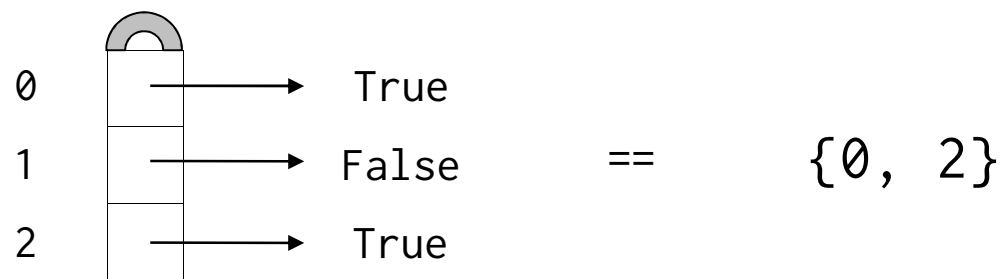 0 True
1 False == {0, 2}
2 True